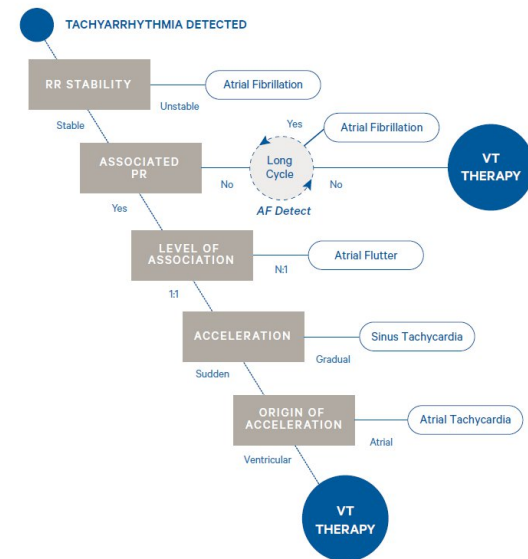 TACHYARRHYTHMIA DETECTED
RR STABILITY
Atrial Fibrillation
Unstable
Stable
Yes
Atrial Fibrillation
ASSOCIATED
PR
Long
Cycle
VT
THERAPY
No
No
AF Detect
Yes
LEVEL OF
ASSOCIATION
Atrial Flutter
N:1
1:1
ACCELERATION
Sinus Tachycardia
Gradual
Sudden
ORIGIN OF
ACCELERATION
Atrial Tachycardia
Atrial
Ventricular
VT
THERAPY